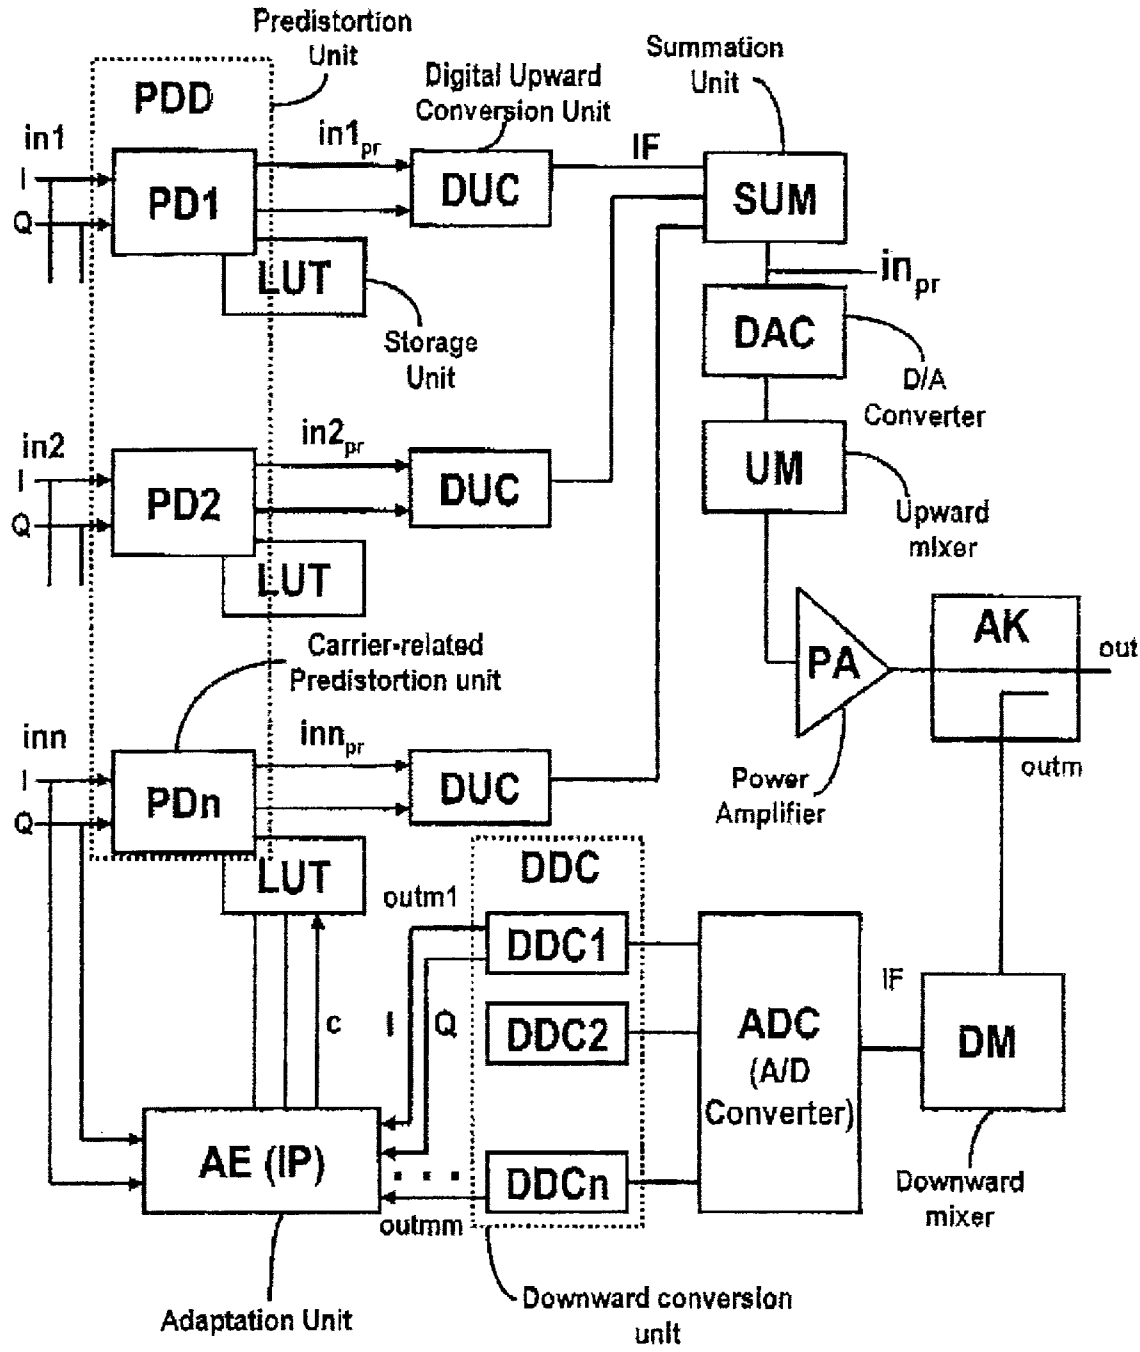 Predistortion
Unit
PDD
Digital Upward
Conversion Unit
Summation
Unit
in1
I
Q
PD1
in1pr
DUC
IF
SUM
inpr
LUT
Storage
Unit
DAC
D/A
Converter
in2
I
Q
PD2
in2pr
DUC
UM
Upward
mixer
LUT
Carrier-related
Predistortion unit
PA
AK
out
outm
Power
Amplifier
inn
I
Q
PDn
innpr
DUC
LUT
outm1
DDC
DDC1
DDC2
DDCn
ADC
(A/D
Converter)
IF
DM
Downward
mixer
c
I
Q
AE (IP)
. . .
outmm
Adaptation Unit
Downward conversion
unit